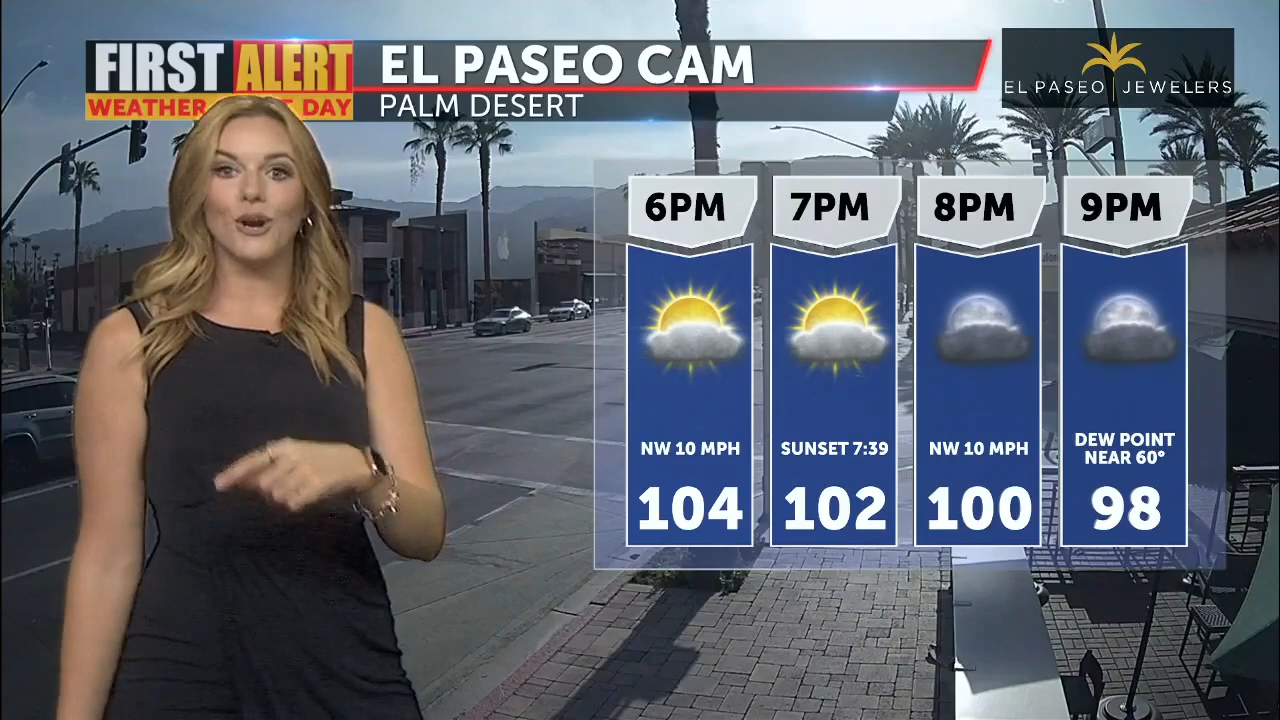 FIRST ALERT
WEATHER DAY
EL PASEO CAM
PALM DESERT
EL PASEO JEWELERS
6PM
7PM
8PM
9PM
NW 10 MPH
SUNSET 7:39
NW 10 MPH
DEW POINT
NEAR 60°
104
102
100
98